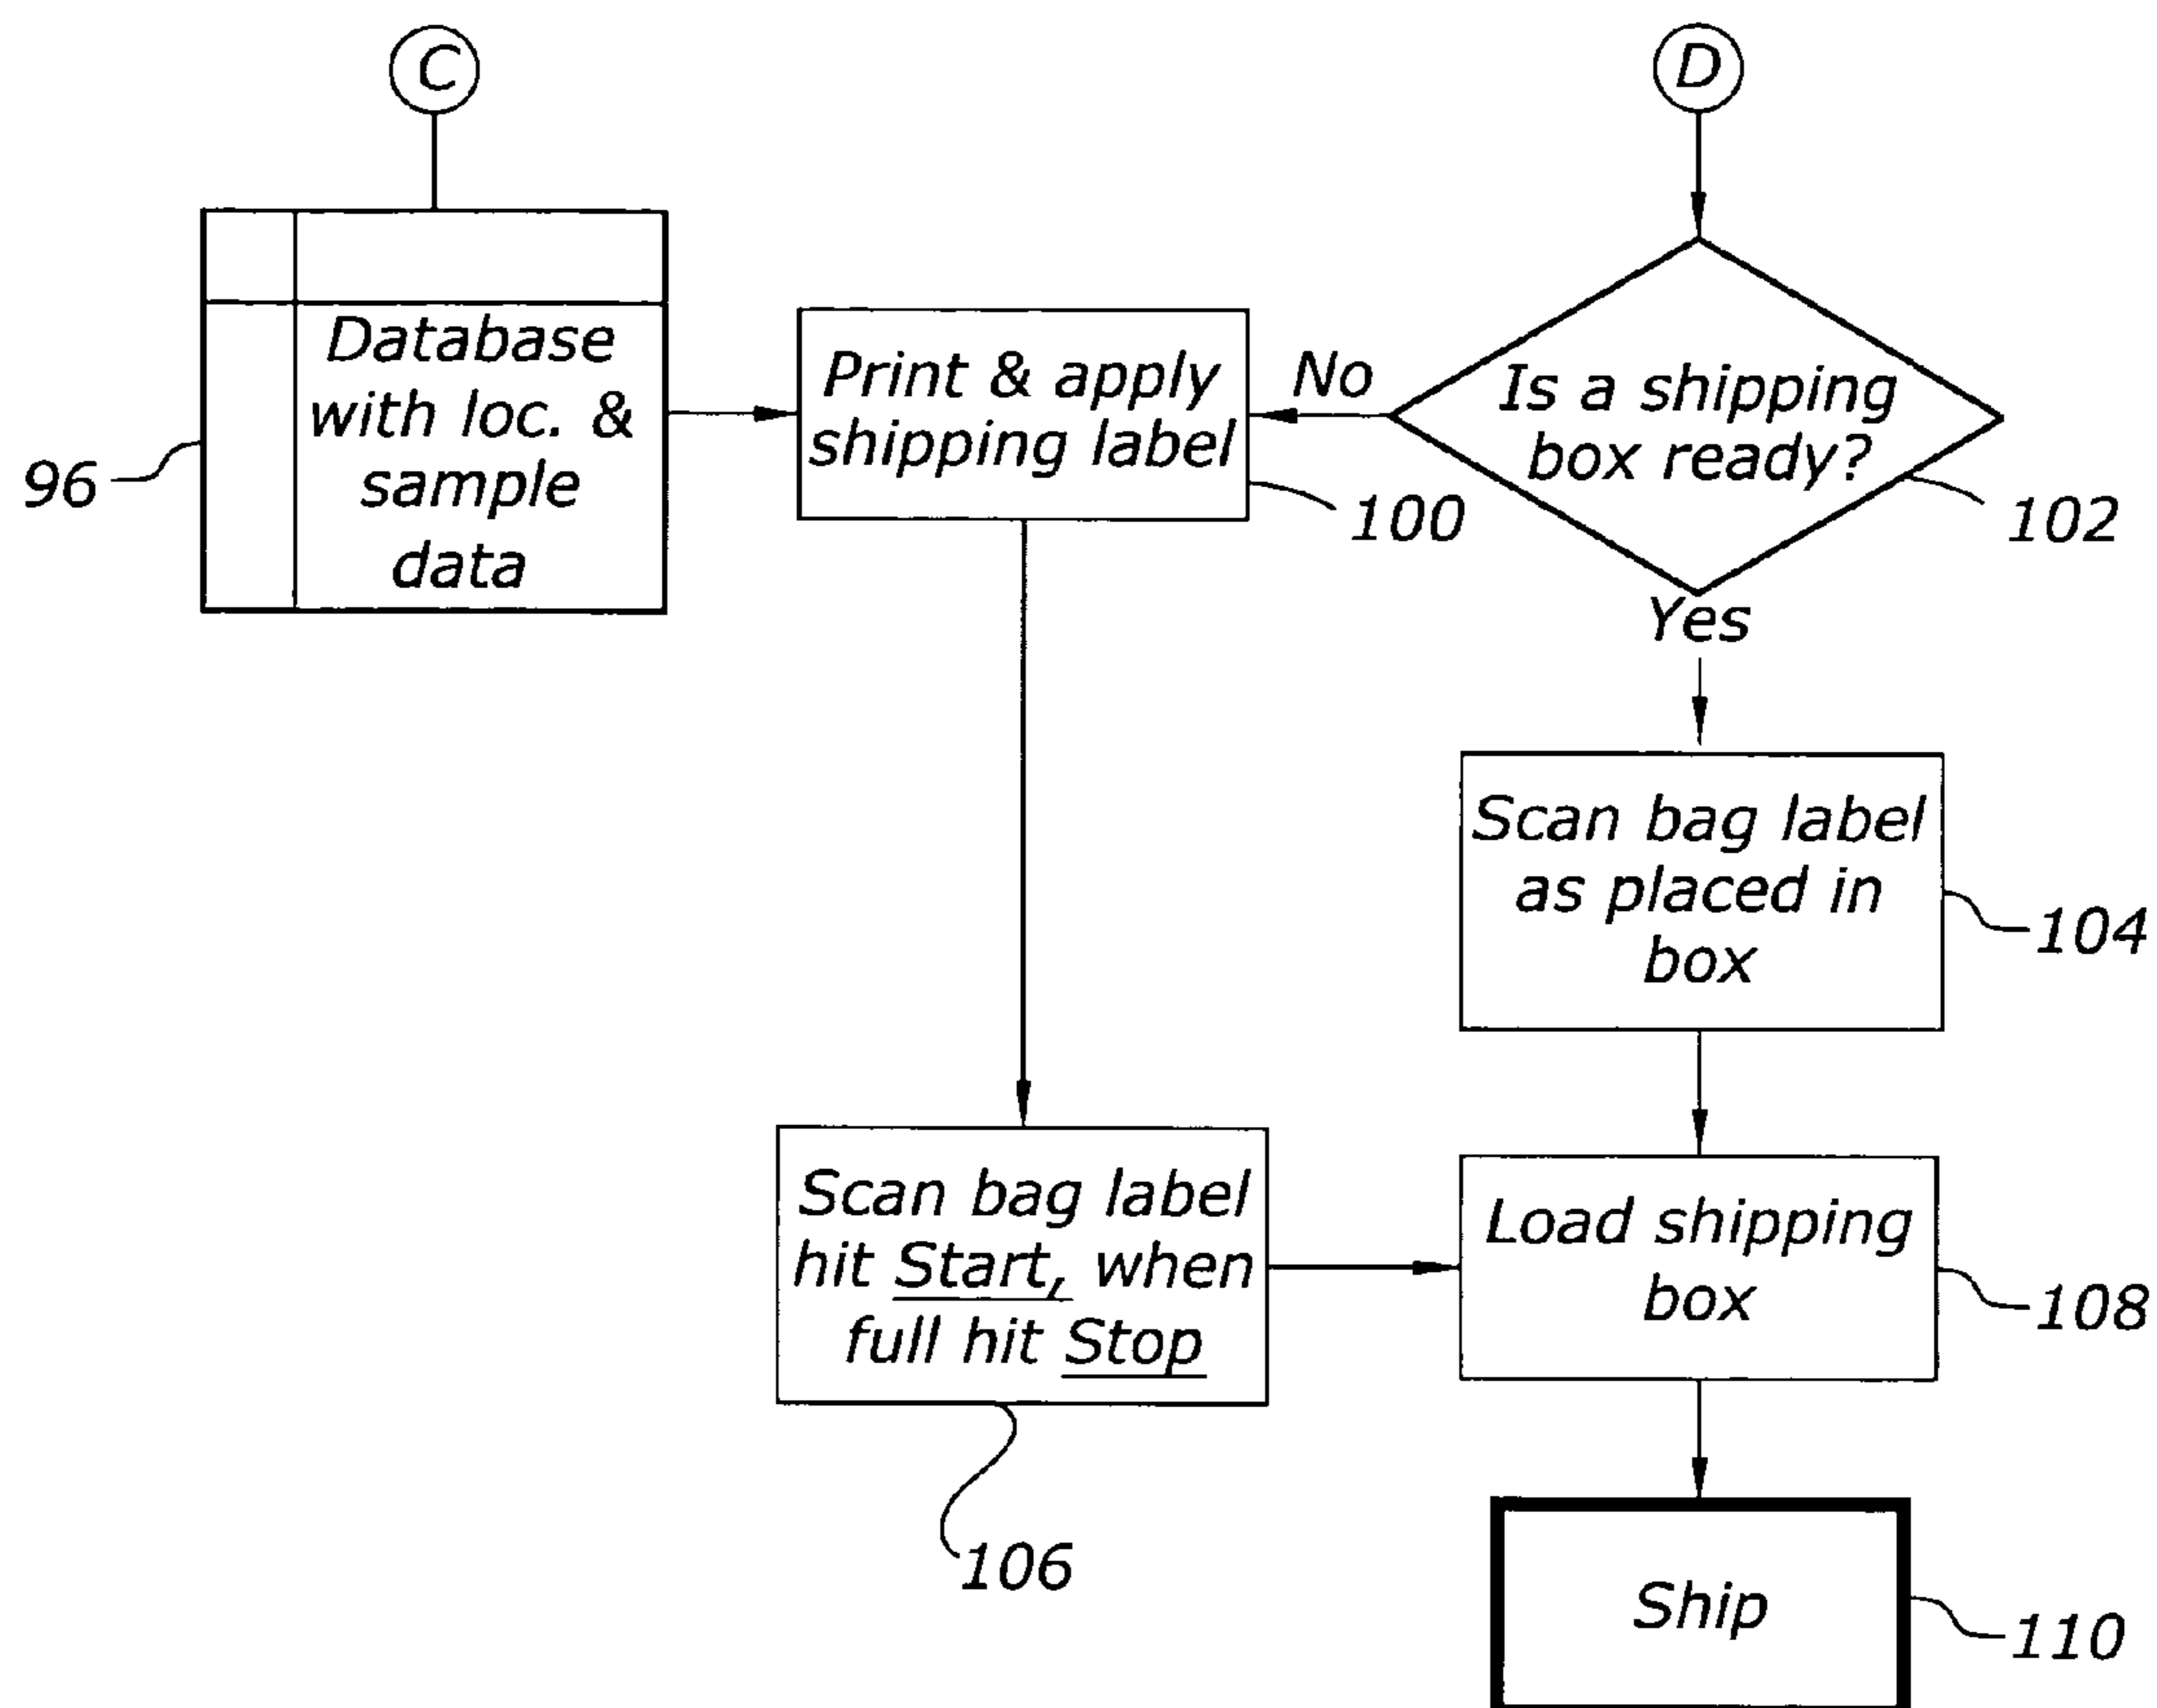 C
D
Database
with loc. &
sample
data
96
Print & apply
shipping label
100
No
Is a shipping
box ready?
102
Yes
Scan bag label
as placed in
box
104
Scan bag label
hit Start, when
full hit Stop
106
Load shipping
box
108
Ship
110